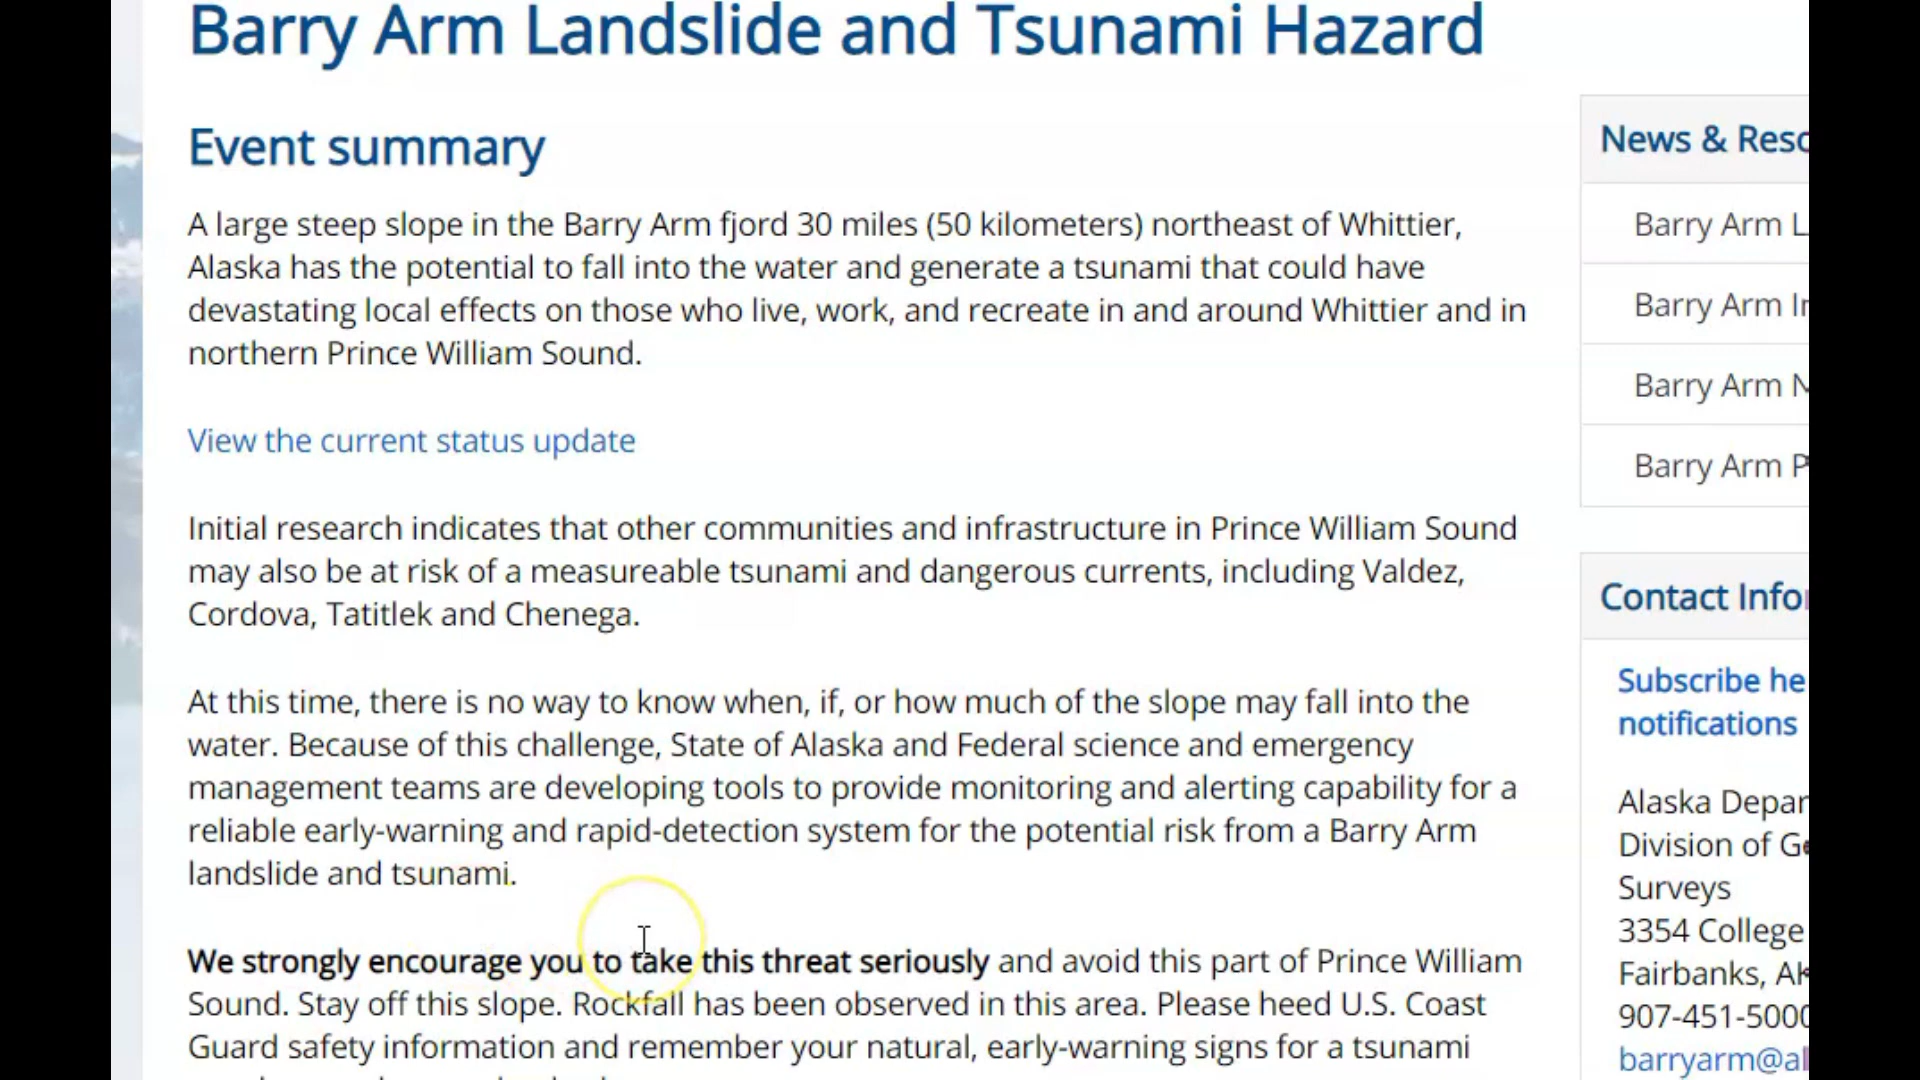 Barry Arm Landslide and Tsunami Hazard
Event summary
A large steep slope in the Barry Arm fjord 30 miles (50 kilometers) northeast of Whittier,
Alaska has the potential to fall into the water and generate a tsunami that could have
devastating local effects on those who live, work, and recreate in and around Whittier and in
northern Prince William Sound.
View the current status update
Initial research indicates that other communities and infrastructure in Prince William Sound
may also be at risk of a measureable tsunami and dangerous currents, including Valdez,
Cordova, Tatitlek and Chenega.
At this time, there is no way to know when, if, or how much of the slope may fall into the
water. Because of this challenge, State of Alaska and Federal science and emergency
management teams are developing tools to provide monitoring and alerting capability for a
reliable early-warning and rapid-detection system for the potential risk from a Barry Arm
landslide and tsunami.
We strongly encourage you to take this threat seriously and avoid this part of Prince William
Sound. Stay off this slope. Rockfall has been observed in this area. Please heed U.S. Coast
Guard safety information and remember your natural, early-warning signs for a tsunami
News & Reso
Barry Arm L
Barry Arm
Barry Arm
Barry Arm P
Contact Info
Subscribe he
notifications
Alaska Depar
Division of Ge
Surveys
3354 College
Fairbanks, AK
907-451-5000
barryarm@al